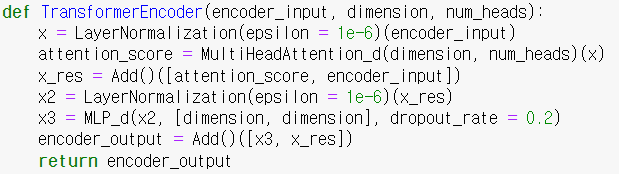 def TransformerEncoder(encoder_input, dimension, num_heads):
    x = LayerNormalization(epsilon = 1e-6)(encoder_input)
    attention_score = MultiHeadAttention_d(dimension, num_heads)(x)
    x_res = Add()([attention_score, encoder_input])
    x2 = LayerNormalization(epsilon = 1e-6)(x_res)
    x3 = MLP_d(x2, [dimension, dimension], dropout_rate = 0.2)
    encoder_output = Add()([x3, x_res])
    return encoder_output